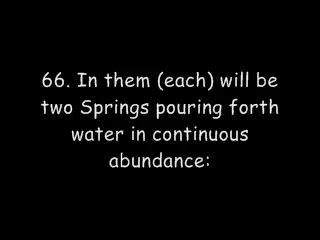 66. In them (each) will be
two Springs pouring forth
water in continuous
abundance: